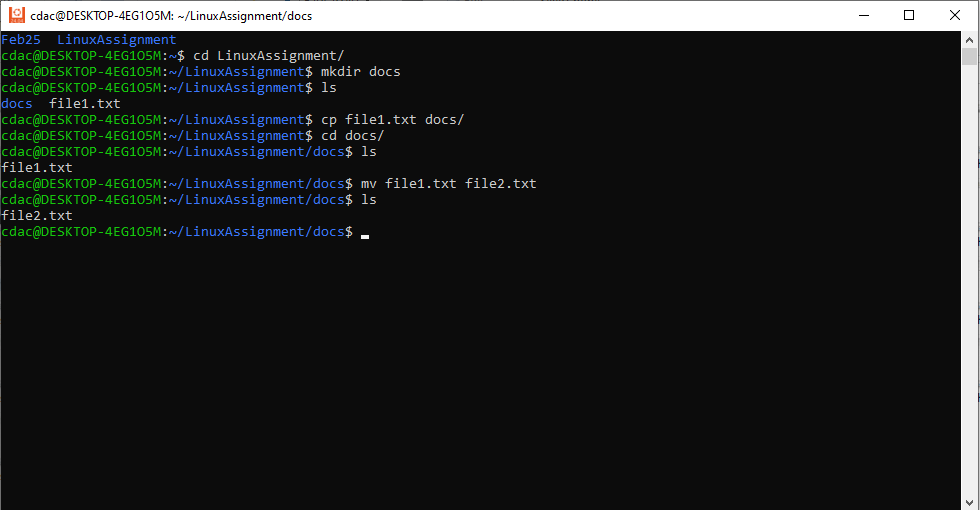 cdac@DESKTOP-4EG1O5M: ~/LinuxAssignment/docs
Feb25  LinuxAssignment
cdac@DESKTOP-4EG1O5M:~$ cd LinuxAssignment/
cdac@DESKTOP-4EG1O5M:~/LinuxAssignment$ mkdir docs
cdac@DESKTOP-4EG1O5M:~/LinuxAssignment$ ls
docs  file1.txt
cdac@DESKTOP-4EG1O5M:~/LinuxAssignment$ cp file1.txt docs/
cdac@DESKTOP-4EG1O5M:~/LinuxAssignment$ cd docs/
cdac@DESKTOP-4EG1O5M:~/LinuxAssignment/docs$ ls
file1.txt
cdac@DESKTOP-4EG1O5M:~/LinuxAssignment/docs$ mv file1.txt file2.txt
cdac@DESKTOP-4EG1O5M:~/LinuxAssignment/docs$ ls
file2.txt
cdac@DESKTOP-4EG1O5M:~/LinuxAssignment/docs$